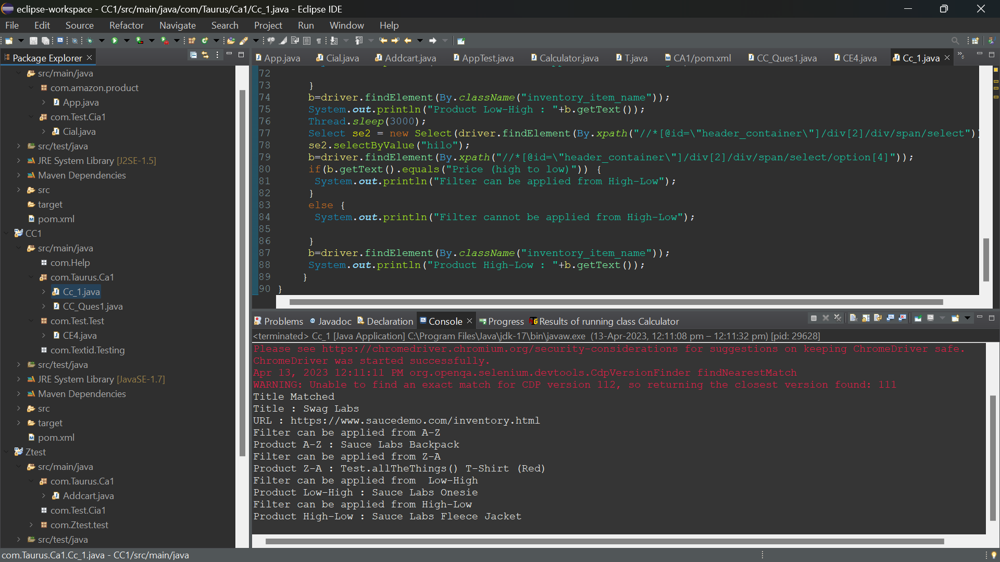 eclipse-workspace - CC1/src/main/java/com/Taurus/Ca1/Cc_1.java - Eclipse IDE
File Edit Source Refactor Navigate Search Project Run Window Help
Package Explorer
src/main/java
com.amazon.product
App.java
com.Test.Cia1
Cial.java
src/test/java
JRE System Library [J2SE-1.5]
Maven Dependencies
src
target
pom.xml
CC1
src/main/java
com.Help
com.Taurus.Ca1
Cc_1.java
CC_Ques1.java
com.Test.Test
CE4.java
com.Textid.Testing
src/test/java
JRE System Library [JavaSE-1.7]
Maven Dependencies
src
target
pom.xml
Ztest
src/main/java
com.Taurus.Ca1
Addcart.java
com.Test.Cia1
com.Ztest.test
src/test/java
App.java Cial.java Addcart.java AppTest.java Calculator.java T.java CA1/pom.xml CC_Ques1.java CE4.java Cc_1.java »6
72
73 }
74 b=driver.findElement(By.className("inventory_item_name"));
75 System.out.println("Product Low-High : "+b.getText());
76 Thread.sleep(3000);
77 Select se2 = new Select(driver.findElement(By.xpath("//*[@id=\"header_container\"]/div[2]/div/span/select"))
78 se2.selectByValue("hilo");
79 b=driver.findElement(By.xpath("//*[@id=\"header_container\"]/div[2]/div/span/select/option[4]"));
80 if(b.getText().equals("Price (high to low)")) {
81 System.out.println("Filter can be applied from High-Low");
82 }
83 else {
84 System.out.println("Filter cannot be applied from High-Low");
85
86 }
87 b=driver.findElement(By.className("inventory_item_name"));
88 System.out.println("Product High-Low : "+b.getText());
89 }
90 }
Problems Javadoc Declaration Console Progress Results of running class Calculator
<terminated> Cc_1 [Java Application] C:\Program Files\Java\jdk-17\bin\javaw.exe (13-Apr-2023, 12:11:08 pm – 12:11:32 pm) [pid: 29628]
Please see https://chromedriver.chromium.org/security-considerations for suggestions on keeping ChromeDriver safe.
ChromeDriver was started successfully.
Apr 13, 2023 12:11:11 PM org.openqa.selenium.devtools.CdpVersionFinder findNearestMatch
WARNING: Unable to find an exact match for CDP version 112, so returning the closest version found: 111
Title Matched
Title : Swag Labs
URL : https://www.saucedemo.com/inventory.html
Filter can be applied from A-Z
Product A-Z : Sauce Labs Backpack
Filter can be applied from Z-A
Product Z-A : Test.allTheThings() T-Shirt (Red)
Filter can be applied from  Low-High
Product Low-High : Sauce Labs Onesie
Filter can be applied from High-Low
Product High-Low : Sauce Labs Fleece Jacket
com.Taurus.Ca1.Cc_1.java - CC1/src/main/java